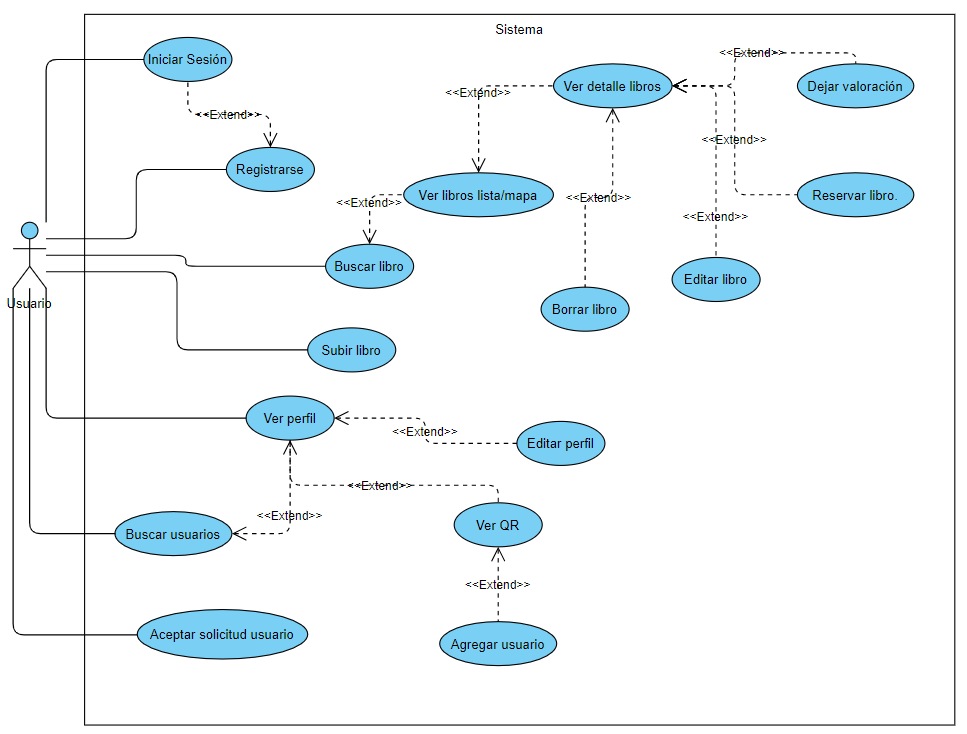 Sistema
Iniciar Sesión
<<Extend>>
Ver detalle libros
Dejar valoración
<<Extend>>
<<Extend>>
<<Extend>>
Registrarse
Ver libros lista/mapa
<<Extend>>
<<Extend>>
Reservar libro.
<<Extend>>
Usuario
Buscar libro
Borrar libro
Editar libro
Subir libro
Ver perfil
<<Extend>>
Editar perfil
<<Extend>>
<<Extend>>
Ver QR
Buscar usuarios
<<Extend>>
Aceptar solicitud usuario
Agregar usuario